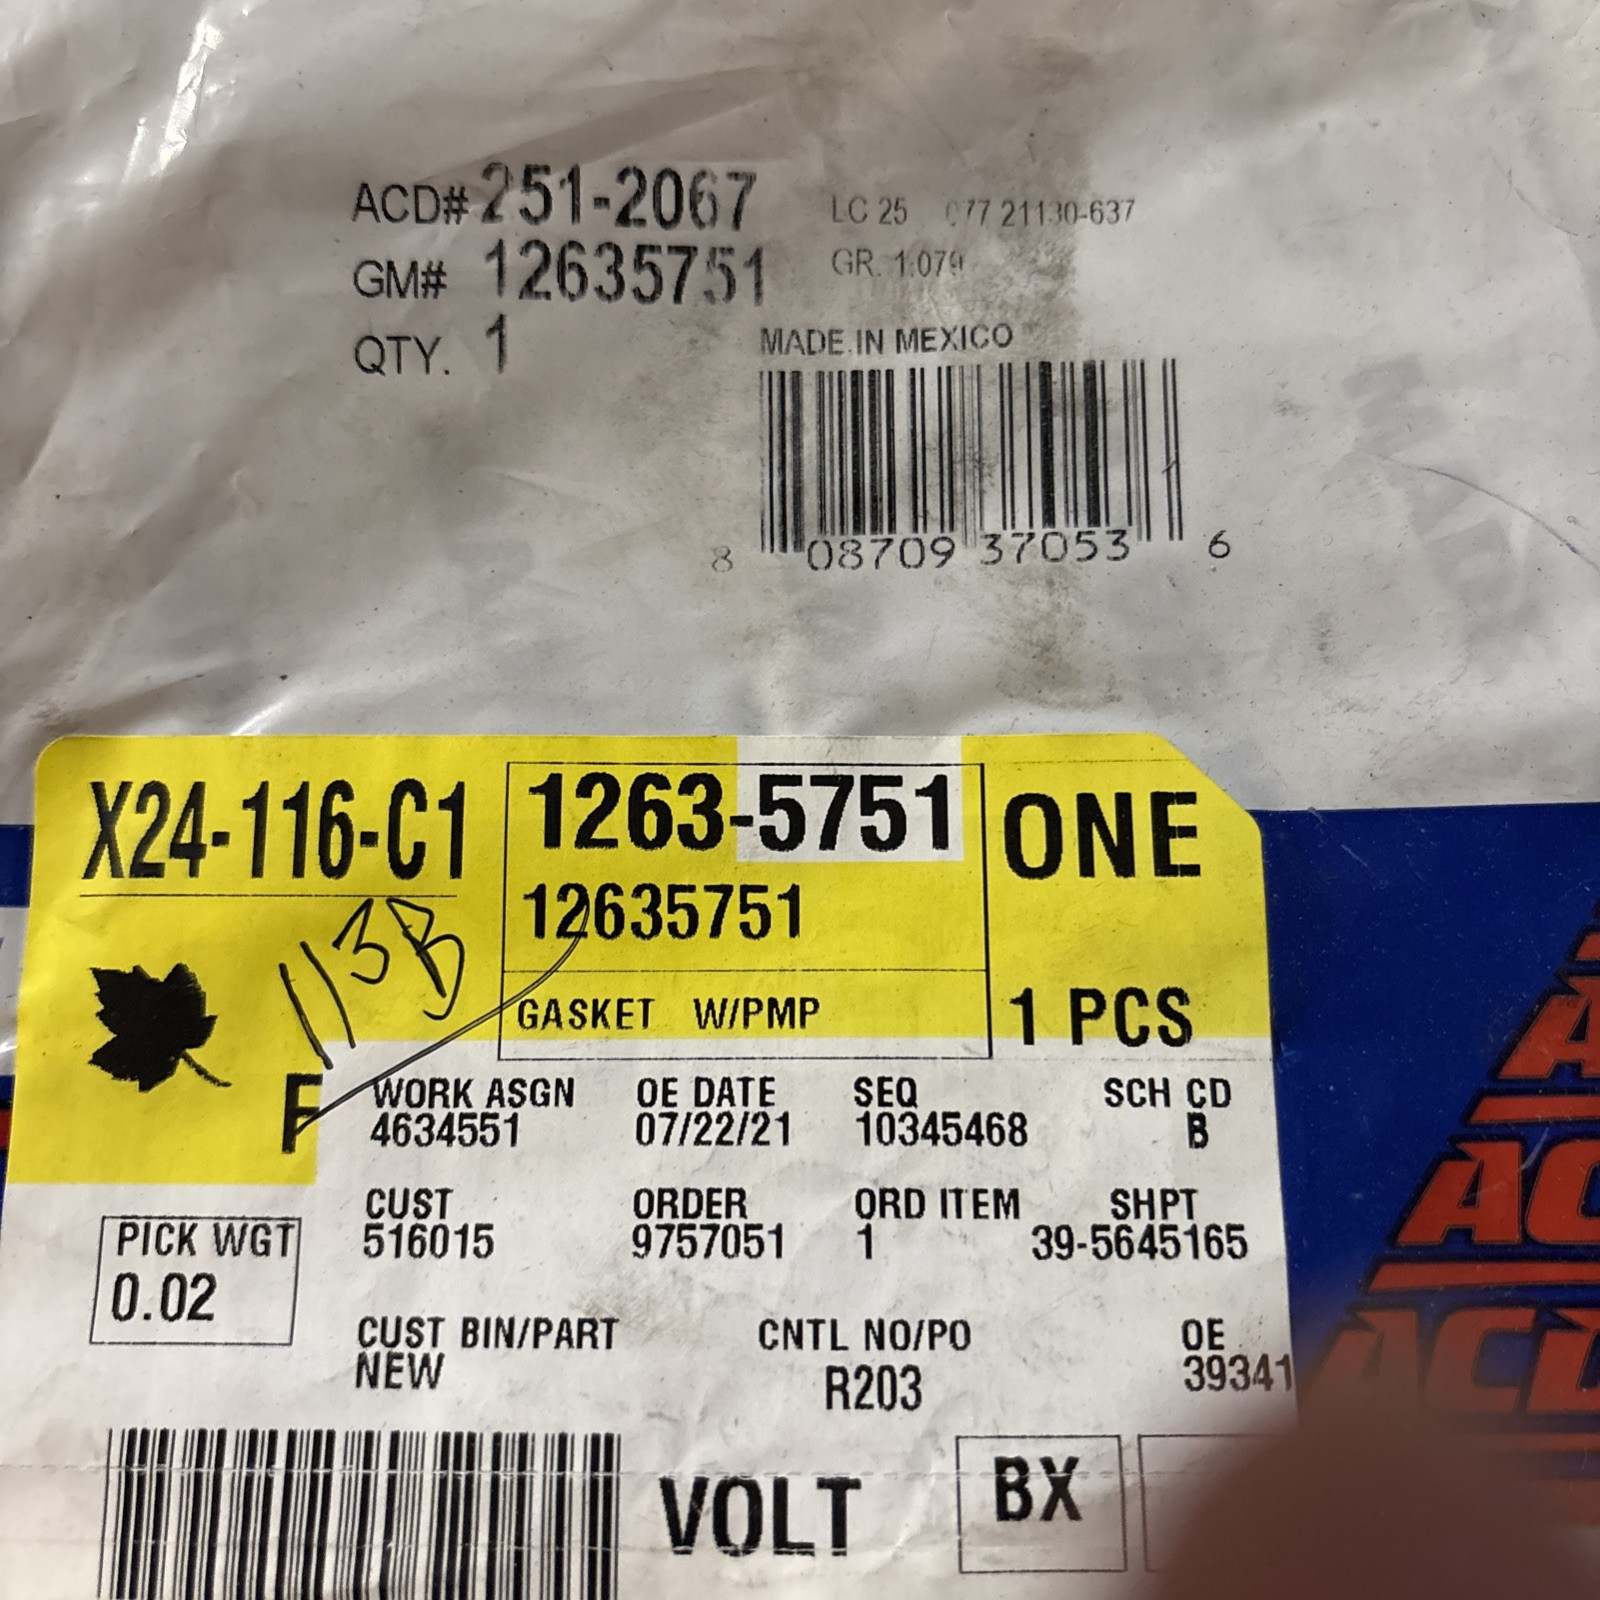 ACD# 251-2067
GM# 12635751
QTY. 1
LC 25 077 21130-637
GR. 1.079
MADE IN MEXICO
8 08709 37053 6
X24-116-C1
113B
F
1263-5751
12635751
GASKET W/PMP
ONE
1 PCS
WORK ASGN OE DATE SEQ SCH CD
4634551 07/22/21 10345468 B
CUST ORDER ORD ITEM SHPT
516015 9757051 1 39-5645165
PICK WGT
0.02
CUST BIN/PART CNTL NO/PO OE
NEW R203 39341
VOLT BX